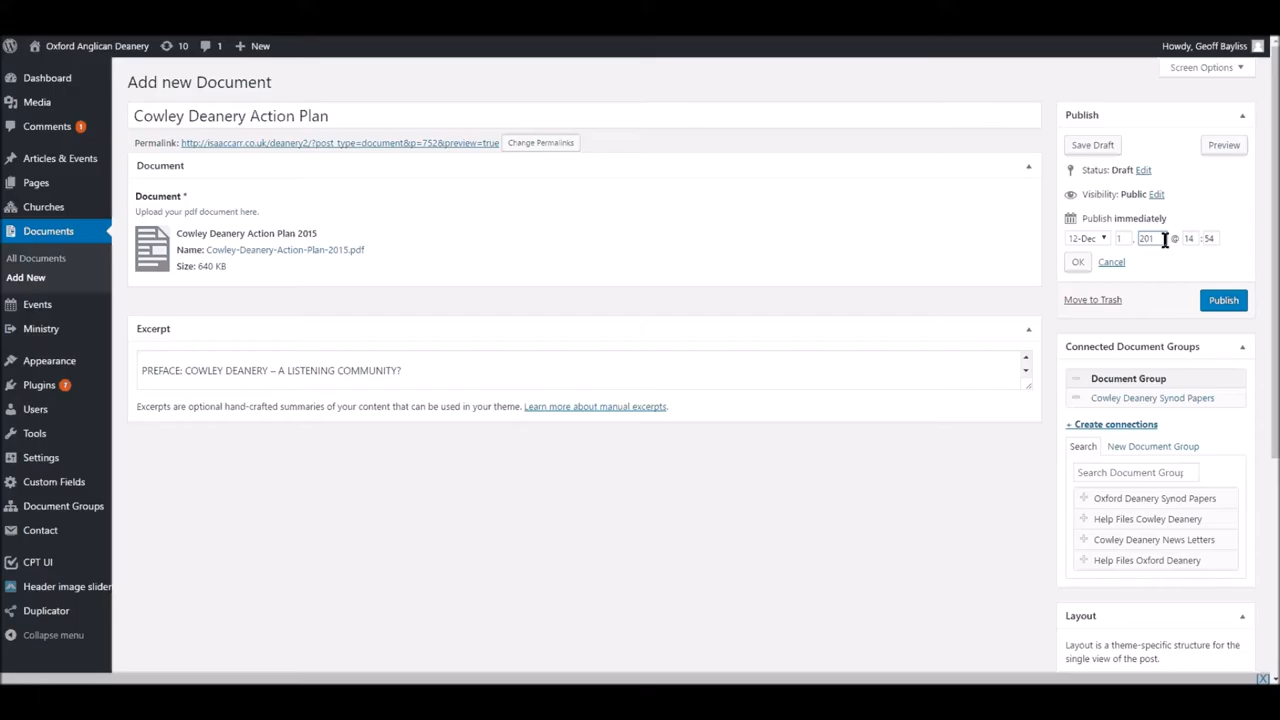 Oxford Anglican Deanery 10 1 New Howdy, Geoff Bayliss
Screen Options
Dashboard
Media
Comments 1
Articles & Events
Pages
Churches
Documents
All Documents
Add New
Events
Ministry
Appearance
Plugins 7
Users
Tools
Settings
Custom Fields
Document Groups
Contact
CPT UI
Header image slider
Duplicator
Collapse menu
Add new Document
Cowley Deanery Action Plan
Permalink: http://isaaccarr.co.uk/deanery2/?post_type=document&p=752&preview=true Change Permalinks
Document
Document *
Upload your pdf document here.
Cowley Deanery Action Plan 2015
Name: Cowley-Deanery-Action-Plan-2015.pdf
Size: 640 KB
Excerpt
PREFACE: COWLEY DEANERY – A LISTENING COMMUNITY?
Excerpts are optional hand-crafted summaries of your content that can be used in your theme. Learn more about manual excerpts.
Publish
Save Draft Preview
Status: Draft Edit
Visibility: Public Edit
Publish immediately
12-Dec 1 , 201 @ 14 : 54
OK Cancel
Move to Trash Publish
Connected Document Groups
Document Group
Cowley Deanery Synod Papers
+ Create connections
Search New Document Group
Search Document Group
Oxford Deanery Synod Papers
Help Files Cowley Deanery
Cowley Deanery News Letters
Help Files Oxford Deanery
Layout
Layout is a theme-specific structure for the
single view of the post.
[X]